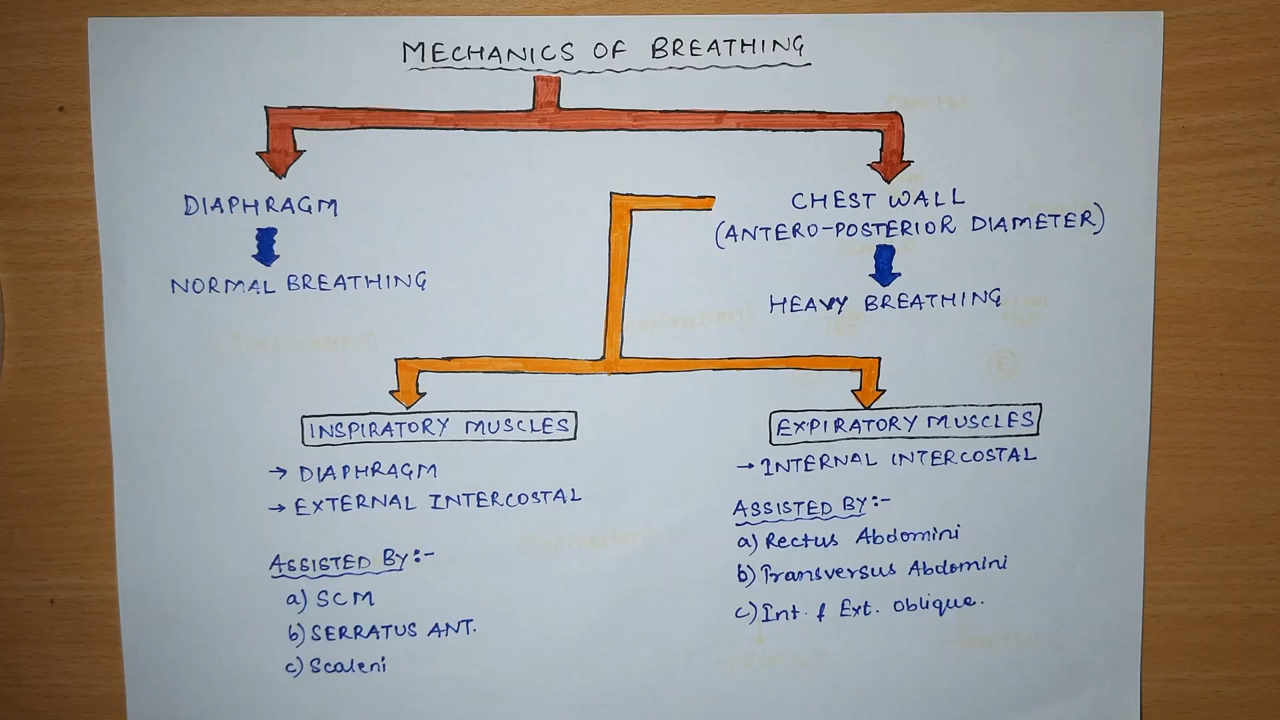 MECHANICS OF BREATHING
DIAPHRAGM
NORMAL BREATHING
CHEST WALL
(ANTERO-POSTERIOR DIAMETER)
HEAVY BREATHING
INSPIRATORY MUSCLES
→ DIAPHRAGM
→ EXTERNAL INTERCOSTAL
ASSISTED BY:-
a) SCM
b) SERRATUS ANT.
c) Scaleni
EXPIRATORY MUSCLES
→ INTERNAL INTERCOSTAL
ASSISTED BY:-
a) Rectus Abdomini
b) Transversus Abdomini
c) Int. f Ext. oblique.